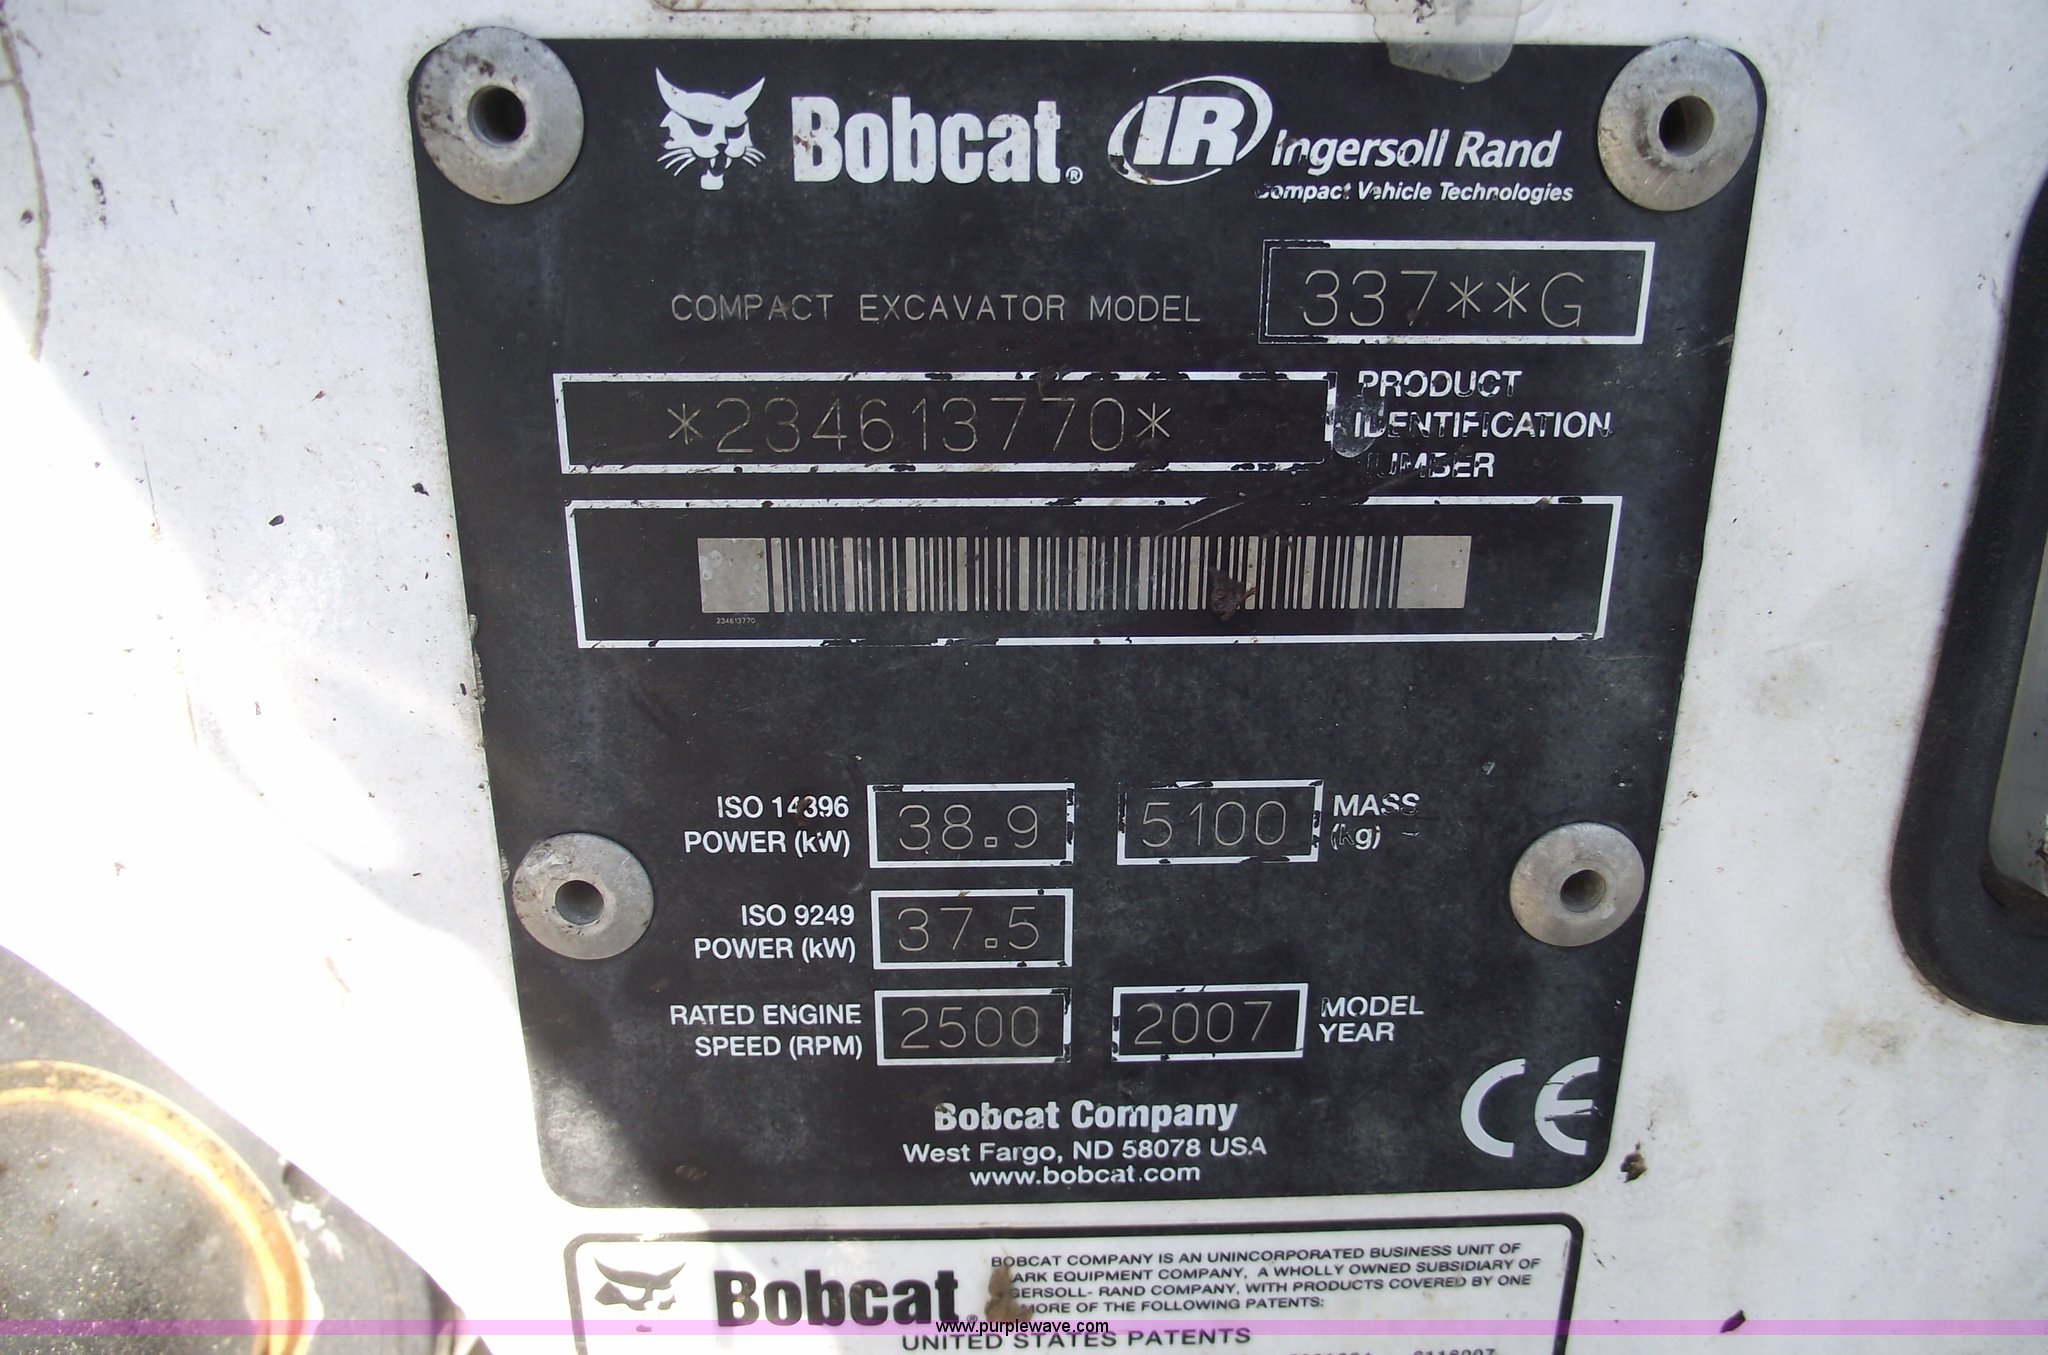 Bobcat® IR Ingersoll Rand
Compact Vehicle Technologies
COMPACT EXCAVATOR MODEL 337**G
*234613770* PRODUCT
IDENTIFICATION
NUMBER
234613770
ISO 14396
POWER (kW) 38.9 5100 MASS
(kg)
ISO 9249
POWER (kW) 37.5
RATED ENGINE
SPEED (RPM) 2500 2007 MODEL
YEAR
Bobcat Company
West Fargo, ND 58078 USA
www.bobcat.com
CE
Bobcat®
BOBCAT COMPANY IS AN UNINCORPORATED BUSINESS UNIT OF
EQUIPMENT COMPANY, A WHOLLY OWNED SUBSIDIARY OF
RAND COMPANY, WITH PRODUCTS COVERED BY ONE
MORE OF THE FOLLOWING PATENTS:
UNITED STATES PATENTS
www.purplewave.com